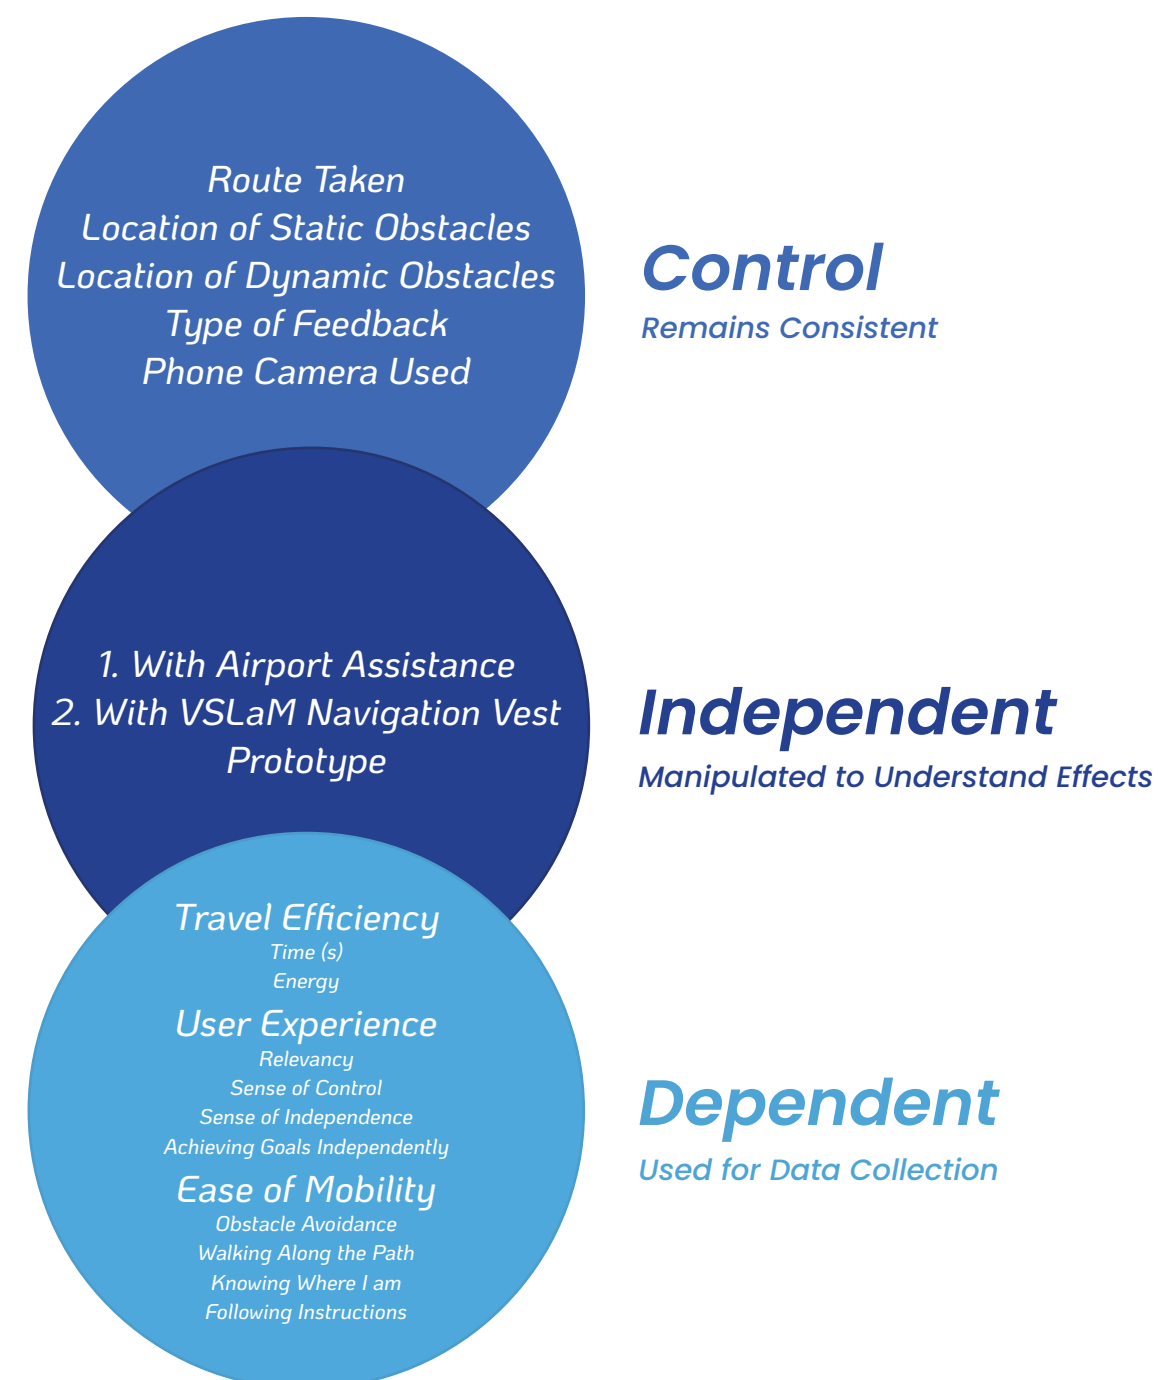 Route Taken
Location of Static Obstacles
Location of Dynamic Obstacles
Type of Feedback
Phone Camera Used
Control
Remains Consistent
1. With Airport Assistance
2. With VSLaM Navigation Vest
Prototype
Independent
Manipulated to Understand Effects
Travel Efficiency
Time (s)
Energy
User Experience
Relevancy
Sense of Control
Sense of Independence
Achieving Goals Independently
Ease of Mobility
Obstacle Avoidance
Walking Along the Path
Knowing Where I am
Following Instructions
Dependent
Used for Data Collection